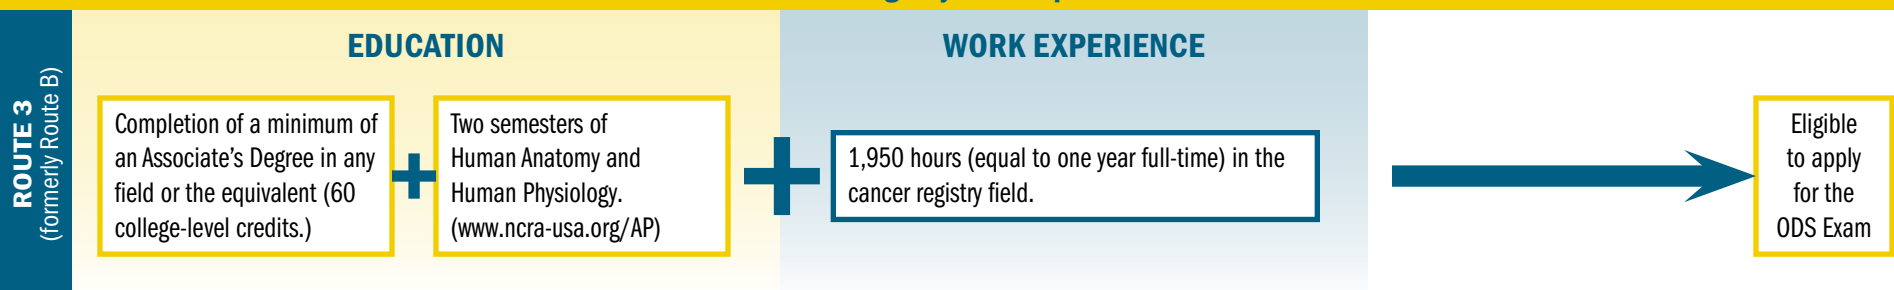 ROUTE 3
(formerly Route B)
EDUCATION
Completion of a minimum of
an Associate's Degree in any
field or the equivalent (60
college-level credits.)
Two semesters of
Human Anatomy and
Human Physiology.
(www.ncra-usa.org/AP)
WORK EXPERIENCE
1,950 hours (equal to one year full-time) in the
cancer registry field.
Eligible
to apply
for the
ODS Exam